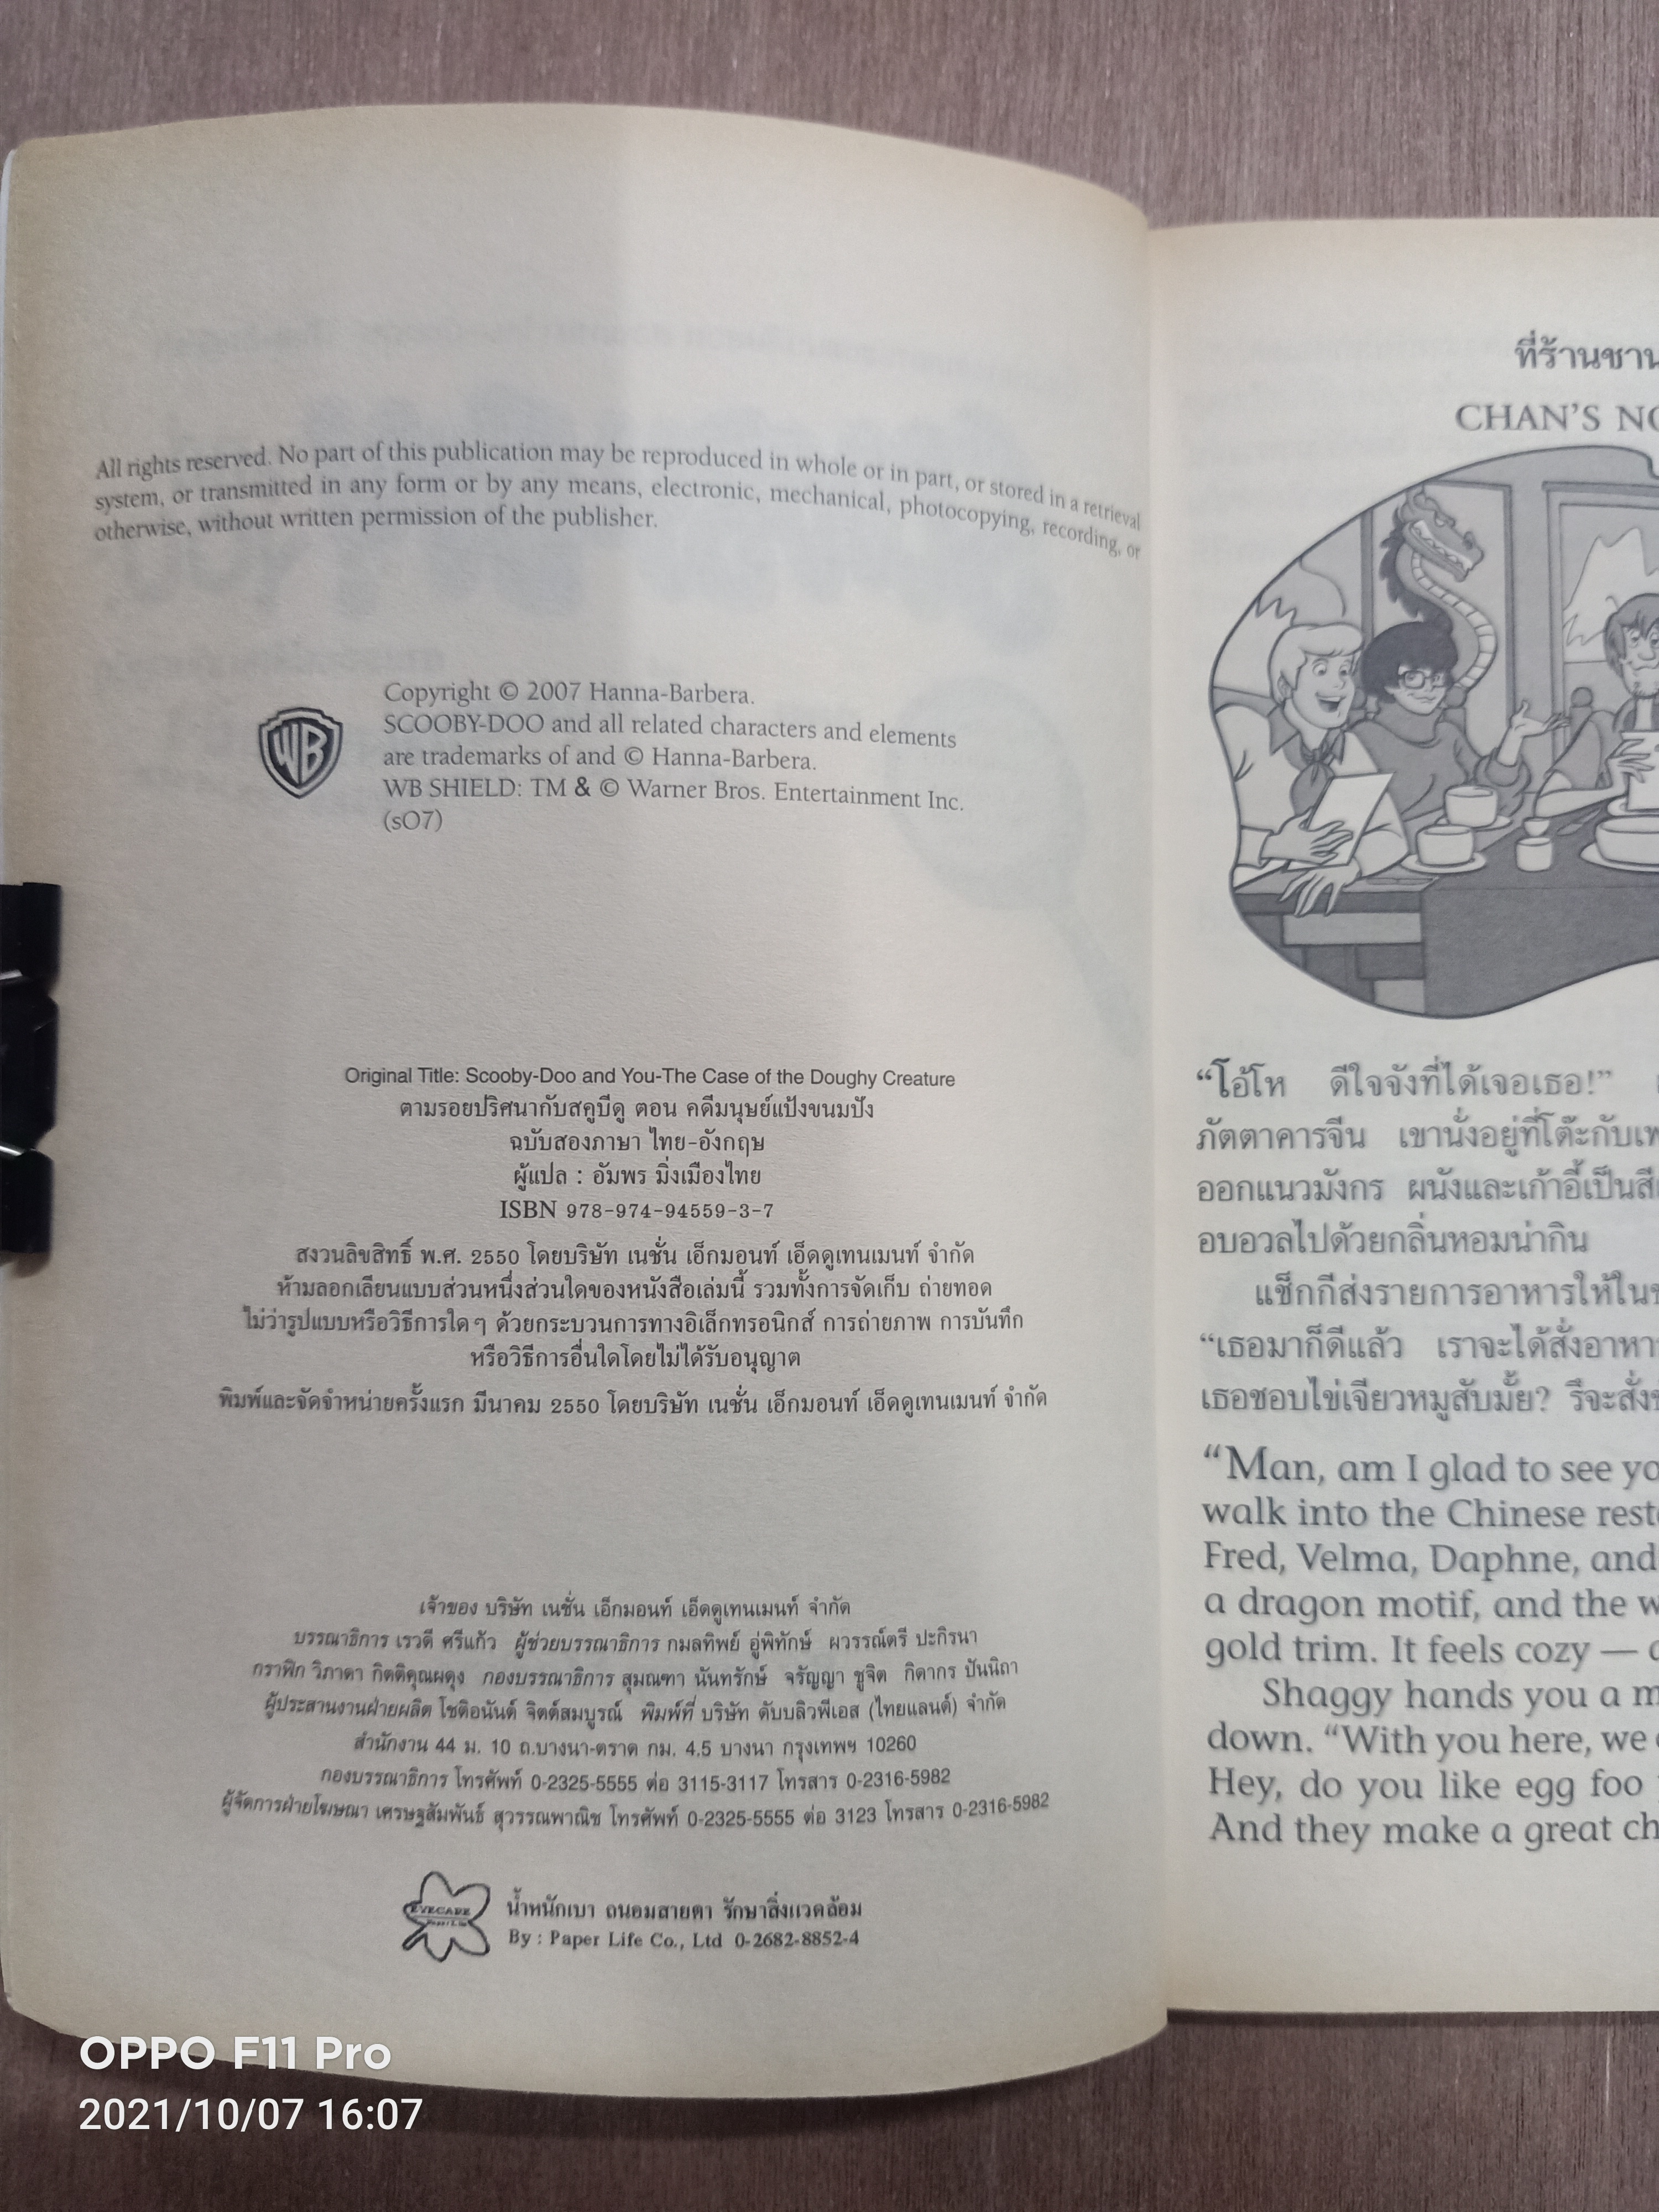 All rights reserved. No part of this publication may be reproduced in whole or in part, or stored in a retrieval
system, or transmitted in any form or by any means, electronic, mechanical, photocopying, recording, or
otherwise, without written permission of the publisher.
WB
Copyright © 2007 Hanna-Barbera.
SCOOBY-DOO and all related characters and elements
are trademarks of and © Hanna-Barbera.
WB SHIELD: TM & © Warner Bros. Entertainment Inc.
(sO7)
Original Title: Scooby-Doo and You-The Case of the Doughy Creature
ตามรอยปริศนากับสคูบีดู ตอน คดีมนุษย์แป้งขนมปัง
ฉบับสองภาษา ไทย-อังกฤษ
ผู้แปล : อัมพร มิ่งเมืองไทย
ISBN 978-974-94559-3-7
สงวนลิขสิทธิ์ พ.ศ. 2550 โดยบริษัท เนชั่น เอ็กมอนท์ เอ็ดดูเทนเมนท์ จำกัด
ห้ามลอกเลียนแบบส่วนหนึ่งส่วนใดของหนังสือเล่มนี้ รวมทั้งการจัดเก็บ ถ่ายทอด
ไม่ว่ารูปแบบหรือวิธีการใด ๆ ด้วยกระบวนการทางอิเล็กทรอนิกส์ การถ่ายภาพ การบันทึก
หรือวิธีการอื่นใดโดยไม่ได้รับอนุญาต
พิมพ์และจัดจำหน่ายครั้งแรก มีนาคม 2550 โดยบริษัท เนชั่น เอ็กมอนท์ เอ็ดดูเทนเมนท์ จำกัด
เจ้าของ บริษัท เนชั่น เอ็กมอนท์ เอ็ดดูเทนเมนท์ จำกัด
บรรณาธิการ เรวดี ศรีแก้ว ผู้ช่วยบรรณาธิการ กมลทิพย์ อู่พิทักษ์ ผวรรณ์ตรี ปะกิรนา
กราฟิก วิภาดา กิตติคุณผดุง กองบรรณาธิการ สุมณฑา นันทรักษ์ จรัญญา ชูจิต กิดากร ปันนิถา
ผู้ประสานงานฝ่ายผลิต โชติอนันต์ จิตต์สมบูรณ์ พิมพ์ที่ บริษัท ดับบลิวพีเอส (ไทยแลนด์) จำกัด
สำนักงาน 44 ม. 10 ถ.บางนา-ตราด กม. 4.5 บางนา กรุงเทพฯ 10260
กองบรรณาธิการ โทรศัพท์ 0-2325-5555 ต่อ 3115-3117 โทรสาร 0-2316-5982
ผู้จัดการฝ่ายโฆษณา เศรษฐสัมพันธ์ สุวรรณพาณิช โทรศัพท์ 0-2325-5555 ต่อ 3123 โทรสาร 0-2316-5982
EYECARE
น้ำหนักเบา ถนอมสายตา รักษาสิ่งแวดล้อม
By : Paper Life Co., Ltd 0-2682-8852-4
ที่ร้านชาน
CHAN'S NO
“โอ้โห ดีใจจังที่ได้เจอเธอ!”
ภัตตาคารจีน เขานั่งอยู่ที่โต๊ะกับเพ
ออกแนวมังกร ผนังและเก้าอี้เป็นสี
อบอวลไปด้วยกลิ่นหอมน่ากิน
แช็กกีส่งรายการอาหารให้ในข
“เธอมาก็ดีแล้ว เราจะได้สั่งอาหา
เธอชอบไข่เจียวหมูสับมั้ย? รึจะสั่งข
“Man, am I glad to see yo
walk into the Chinese resta
Fred, Velma, Daphne, and
a dragon motif, and the w
gold trim. It feels cozy —
Shaggy hands you a m
down. “With you here, we
Hey, do you like egg foo
And they make a great ch
OPPO F11 Pro
2021/10/07 16:07